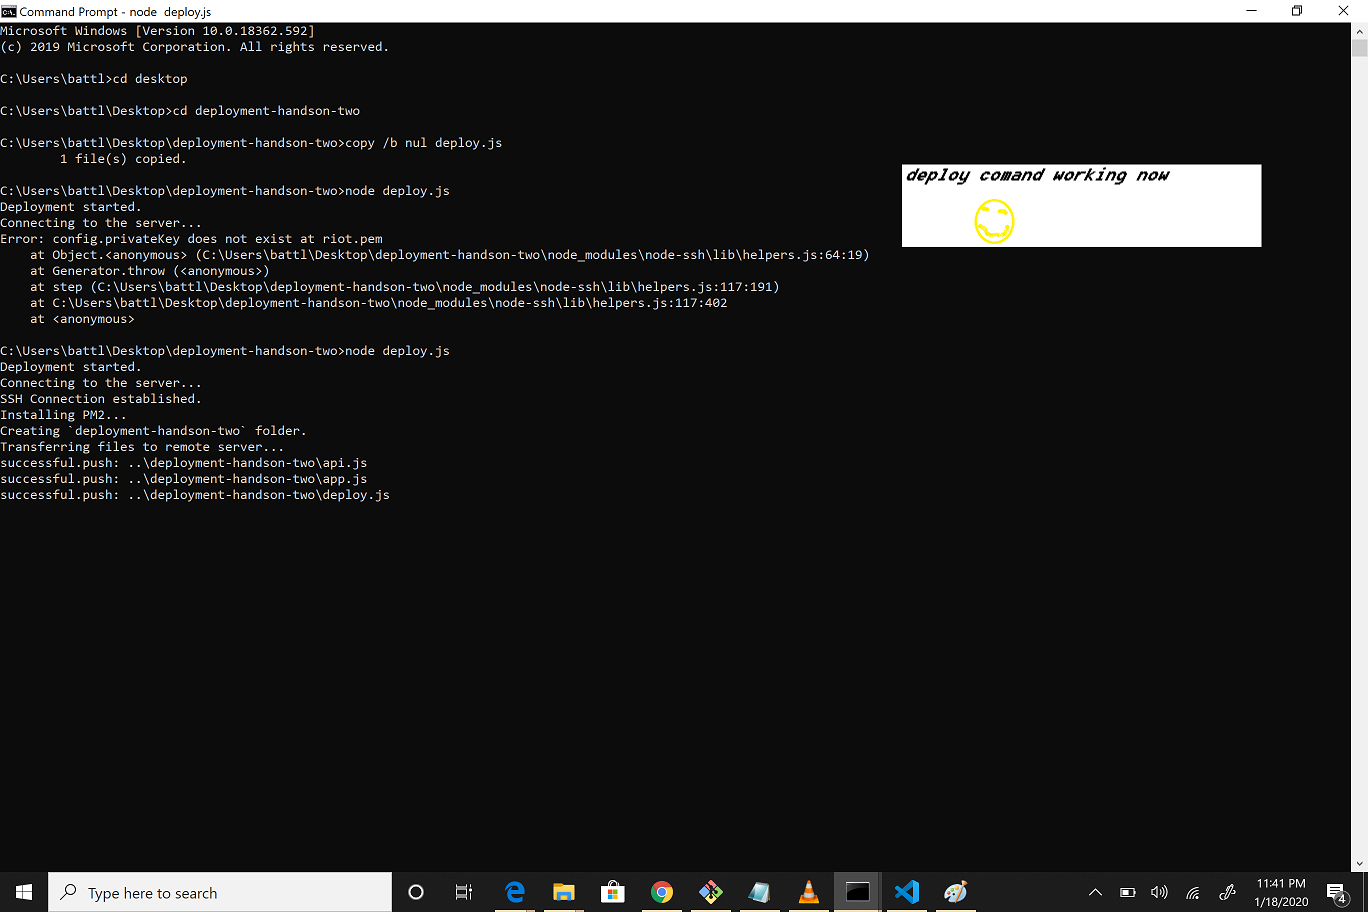 Command Prompt - node  deploy.js
Microsoft Windows [Version 10.0.18362.592]
(c) 2019 Microsoft Corporation. All rights reserved.
C:\Users\battl>cd desktop
C:\Users\battl\Desktop>cd deployment-handson-two
C:\Users\battl\Desktop\deployment-handson-two>copy /b nul deploy.js
        1 file(s) copied.
deploy comand working now
C:\Users\battl\Desktop\deployment-handson-two>node deploy.js
Deployment started.
Connecting to the server...
Error: config.privateKey does not exist at riot.pem
    at Object.<anonymous> (C:\Users\battl\Desktop\deployment-handson-two\node_modules\node-ssh\lib\helpers.js:64:19)
    at Generator.throw (<anonymous>)
    at step (C:\Users\battl\Desktop\deployment-handson-two\node_modules\node-ssh\lib\helpers.js:117:191)
    at C:\Users\battl\Desktop\deployment-handson-two\node_modules\node-ssh\lib\helpers.js:117:402
    at <anonymous>
C:\Users\battl\Desktop\deployment-handson-two>node deploy.js
Deployment started.
Connecting to the server...
SSH Connection established.
Installing PM2...
Creating `deployment-handson-two` folder.
Transferring files to remote server...
successful.push: ..\deployment-handson-two\api.js
successful.push: ..\deployment-handson-two\app.js
successful.push: ..\deployment-handson-two\deploy.js
Type here to search
11:41 PM
1/18/2020
4